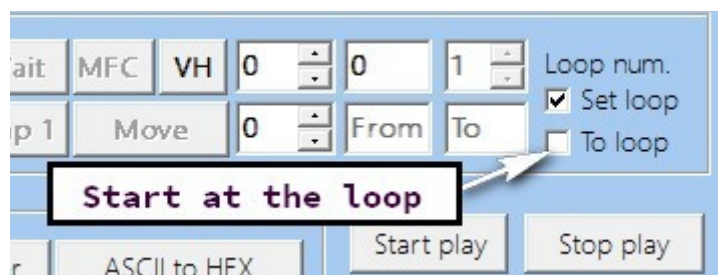 MFC VH 0 0 1 Loop num.
Set loop
Move 0 From To To loop
Start at the loop
Start play Stop play
ASCII to HEX